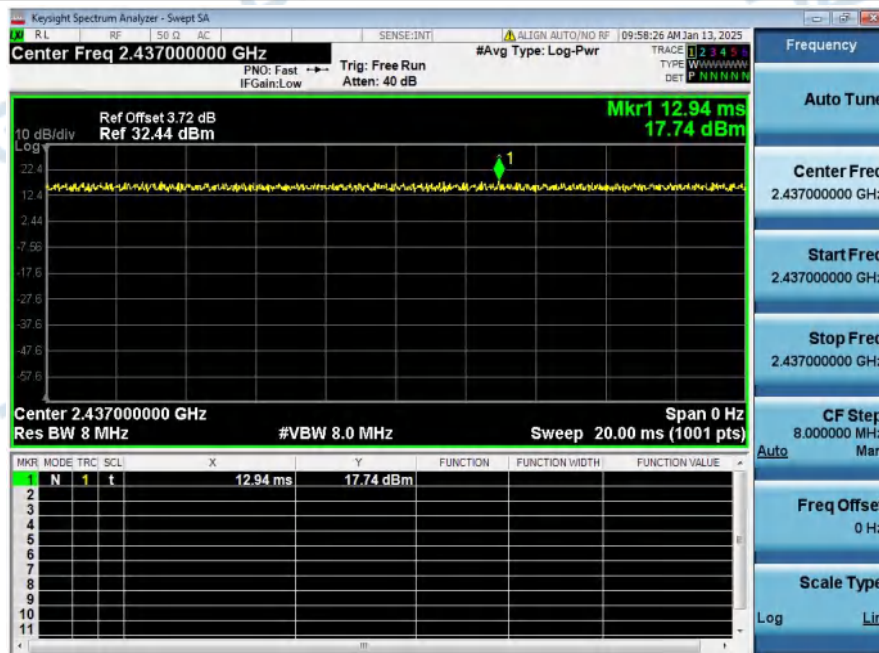 Keysight Spectrum Analyzer - Swept SA
RL RF 50 Ω AC SENSE:INT ALIGN AUTO/NO RF 09:58:26 AM Jan 13, 2025
Center Freq 2.437000000 GHz
PNO: Fast
IFGain:Low
Trig: Free Run
Atten: 40 dB
#Avg Type: Log-Pwr
TRACE 1 2 3 4 5 6
TYPE W
DET P N N N N N
Mkr1 12.94 ms
17.74 dBm
Ref Offset 3.72 dB
10 dB/div Ref 32.44 dBm
Log
1
22.4
12.4
2.44
-7.56
-17.6
-27.6
-37.6
-47.6
-57.6
Center 2.437000000 GHz Span 0 Hz
Res BW 8 MHz #VBW 8.0 MHz Sweep 20.00 ms (1001 pts)
MKR MODE TRC SCL X Y FUNCTION FUNCTION WIDTH FUNCTION VALUE
1 N 1 t 12.94 ms 17.74 dBm
2
3
4
5
6
7
8
9
10
11
Frequency
Auto Tune
Center Freq
2.437000000 GHz
Start Freq
2.437000000 GHz
Stop Freq
2.437000000 GHz
CF Step
8.000000 MHz
Auto Man
Freq Offset
0 Hz
Scale Type
Log Lin